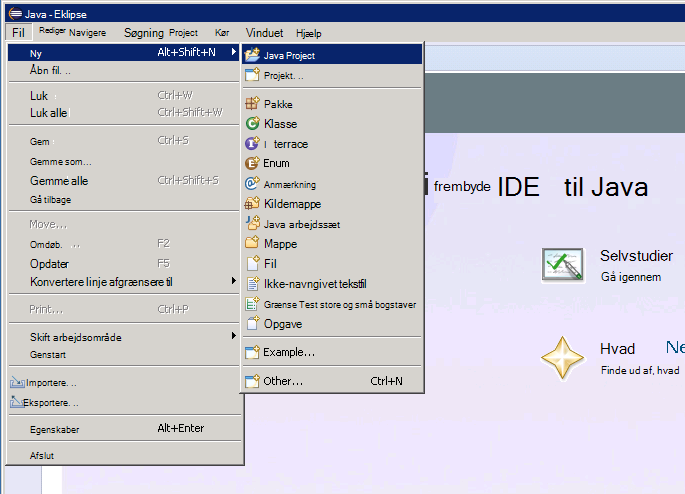 Java - Eklipse
Fil Rediger Navigere Søgning Project Kør Vinduet Hjælp
Ny Alt+Shift+N
Åbn fil. ..
Luk Ctrl+W
Luk alle Ctrl+Shift+W
Gem Ctrl+S
Gemme som...
Gemme alle Ctrl+Shift+S
Gå tilbage
Move...
Omdøb. ... F2
Opdater F5
Konvertere linje afgrænsere til
Print... Ctrl+P
Skift arbejdsområde
Genstart
Importere. ..
Eksportere. ..
Egenskaber Alt+Enter
Afslut
Java Project
Projekt. ..
Pakke
Klasse
I terrace
Enum
Anmærkning
Kildemappe
Java arbejdssæt
Mappe
Fil
Ikke-navngivet tekstfil
Grænse Test store og små bogstaver
Opgave
Example...
Other... Ctrl+N
i frembyde IDE til Java
Selvstudier
Gå igennem
Hvad Ne
Finde ud af, hvad